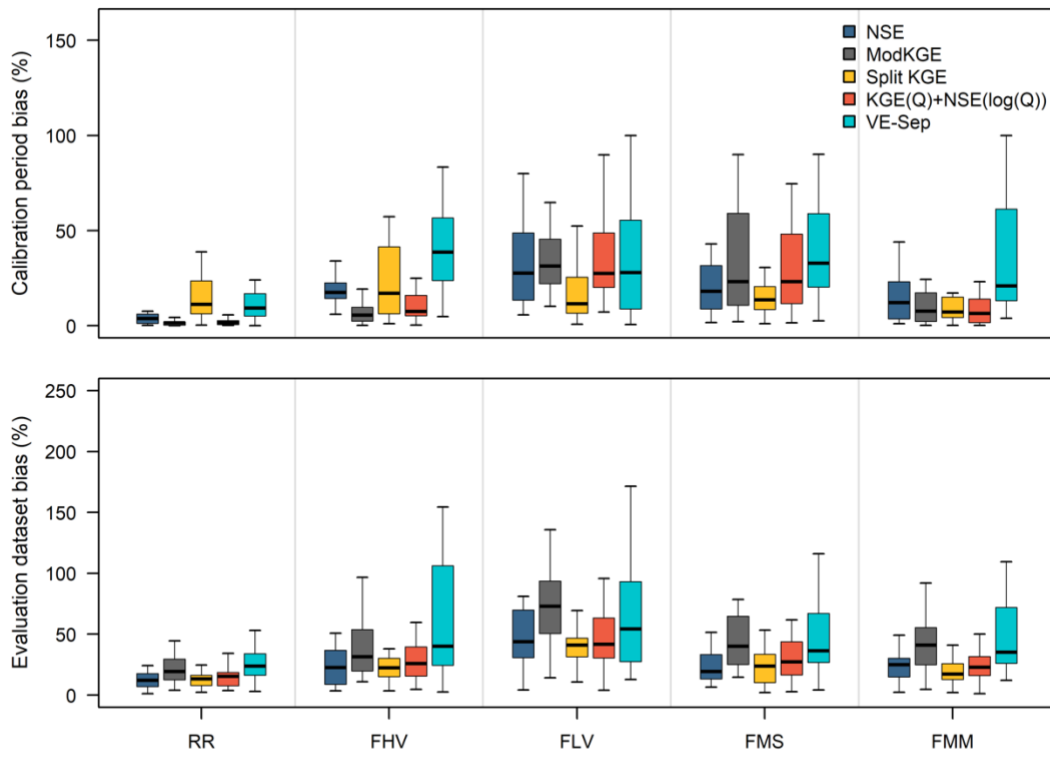 Calibration period bias (%)
150
100
50
0
NSE
ModKGE
Split KGE
KGE(Q)+NSE(log(Q))
VE-Sep
Evaluation dataset bias (%)
250
200
150
100
50
0
RR
FHV
FLV
FMS
FMM